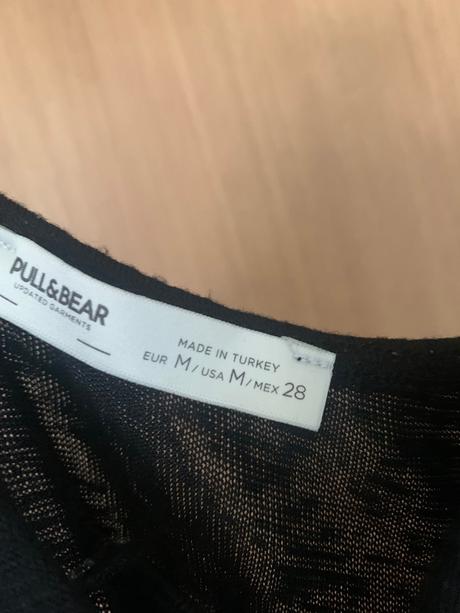 PULL&BEAR
UPDATED GARMENTS
MADE IN TURKEY
EUR M/USA M/MEX 28